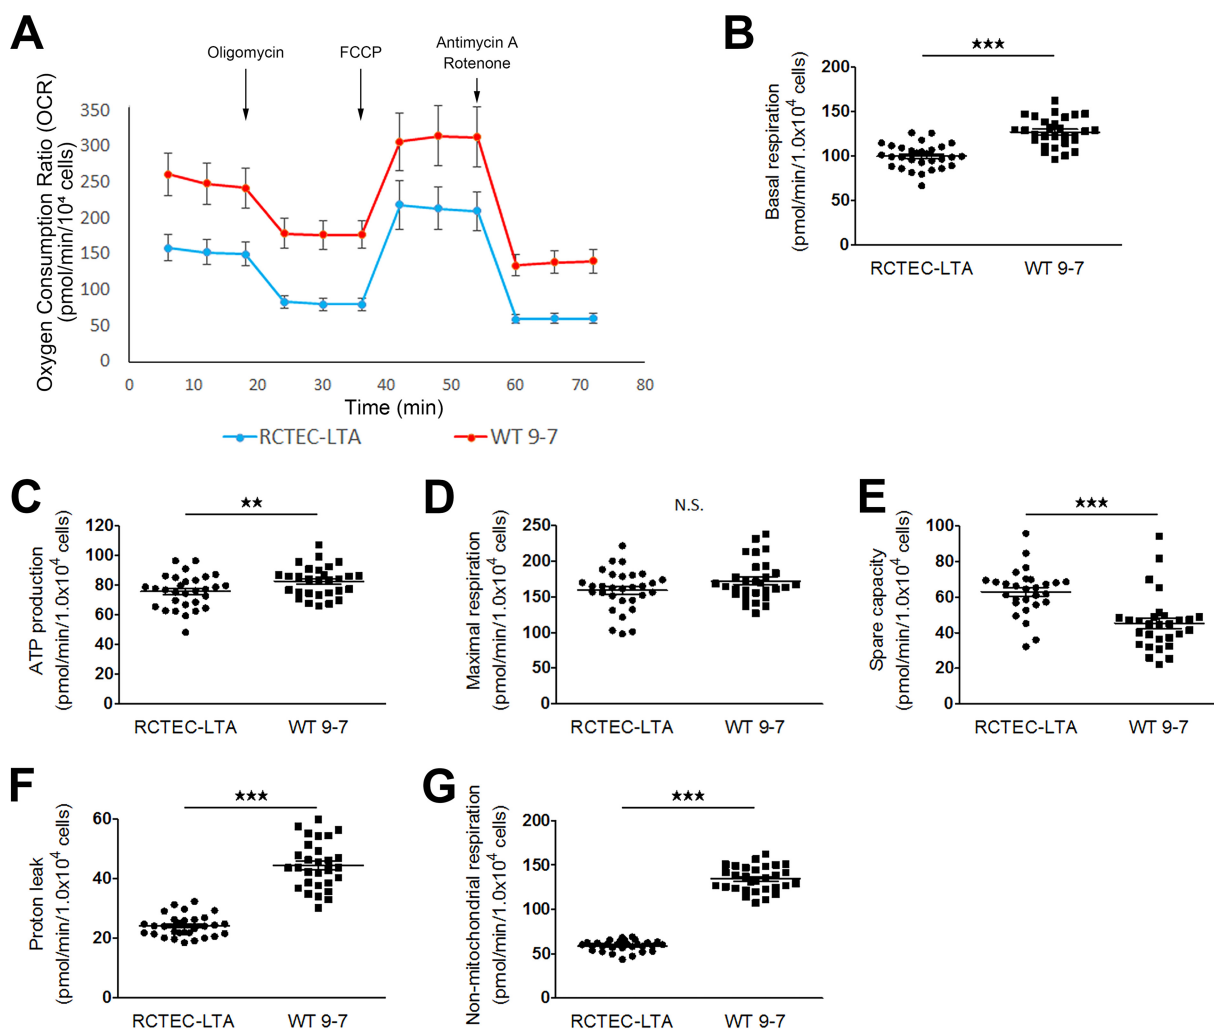 A
Oligomycin
FCCP
Antimycin A
Rotenone
Oxygen Consumption Ratio (OCR)
(pmol/min/10⁴ cells)
350
300
250
200
150
100
50
0
0 10 20 30 40 50 60 70 80
Time (min)
RCTEC-LTA WT 9-7
B
★★★
Basal respiration
(pmol/min/1.0x10⁴ cells)
200
150
100
50
0
RCTEC-LTA WT 9-7
C
★★
ATP production
(pmol/min/1.0x10⁴ cells)
120
100
80
60
40
20
0
RCTEC-LTA WT 9-7
D
N.S.
Maximal respiration
(pmol/min/1.0x10⁴ cells)
250
200
150
100
50
0
RCTEC-LTA WT 9-7
E
★★★
Spare capacity
(pmol/min/1.0x10⁴ cells)
100
80
60
40
20
0
RCTEC-LTA WT 9-7
F
★★★
Proton leak
(pmol/min/1.0x10⁴ cells)
60
40
20
0
RCTEC-LTA WT 9-7
G
★★★
Non-mitochondrial respiration
(pmol/min/1.0x10⁴ cells)
200
150
100
50
0
RCTEC-LTA WT 9-7